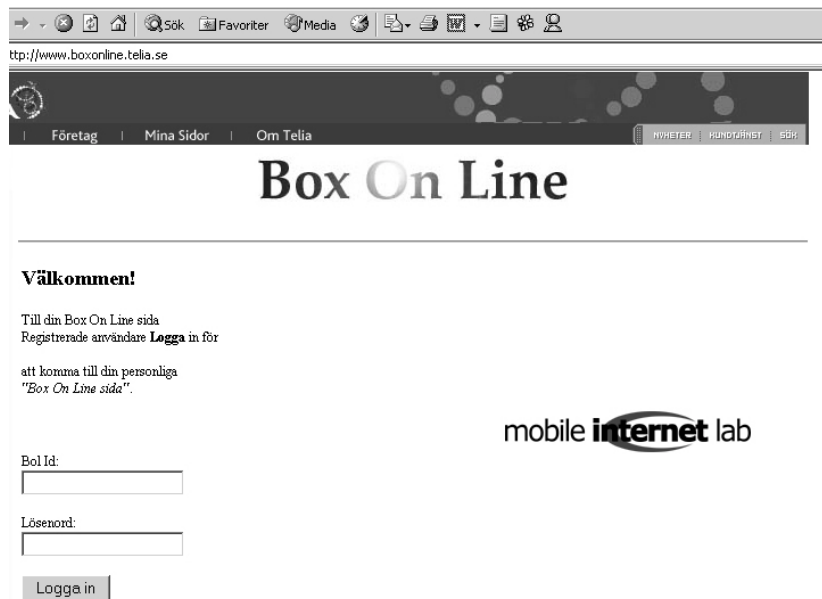 Sök Favoriter Media
ttp://www.boxonline.telia.se
Företag | Mina Sidor | Om Telia
NYHETER | KUNDTJÄNST | SÖK
Box On Line
Välkommen!
Till din Box On Line sida
Registrerade användare Logga in för
att komma till din personliga
"Box On Line sida".
mobile internet lab
Bol Id:
Lösenord:
Logga in